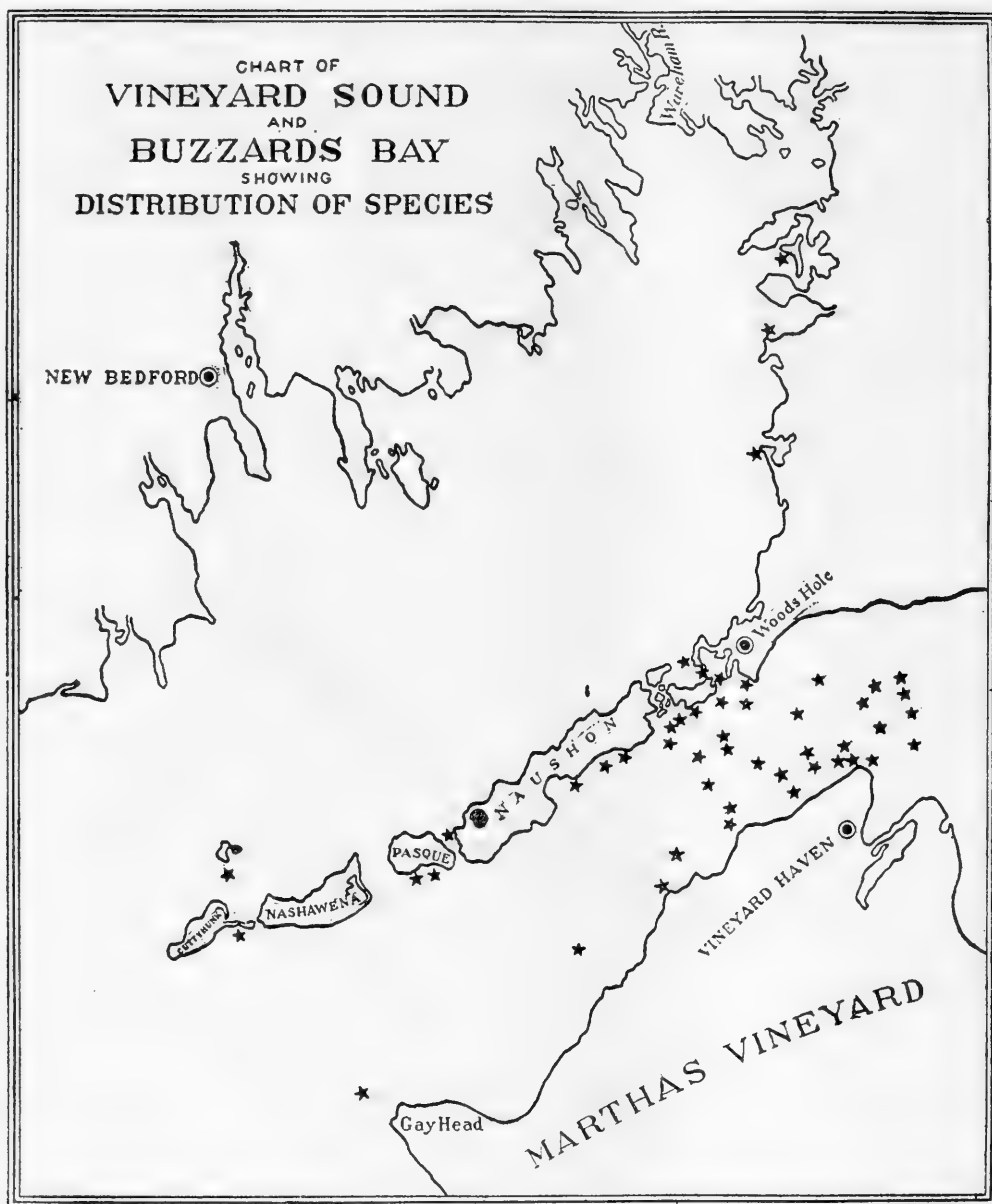 CHART OF
VINEYARD SOUND
AND
BUZZARDS BAY
SHOWING
DISTRIBUTION OF SPECIES
Wareham R.
NEW BEDFORD
Woods Hole
NAUSHON
PASQUE
NASHAWENA
CUTTYHUNK
VINEYARD HAVEN
MARTHAS VINEYARD
Gay Head